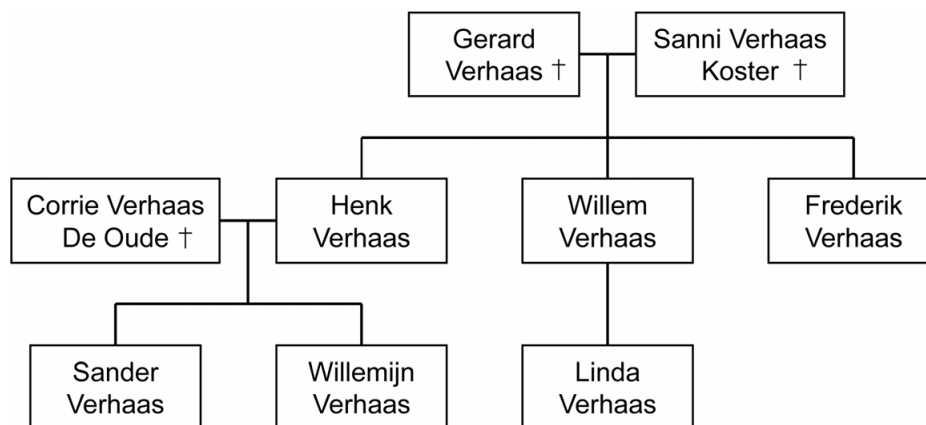 Gerard
Verhaas †
Sanni Verhaas
Koster †
Corrie Verhaas
De Oude †
Henk
Verhaas
Willem
Verhaas
Frederik
Verhaas
Sander
Verhaas
Willemijn
Verhaas
Linda
Verhaas